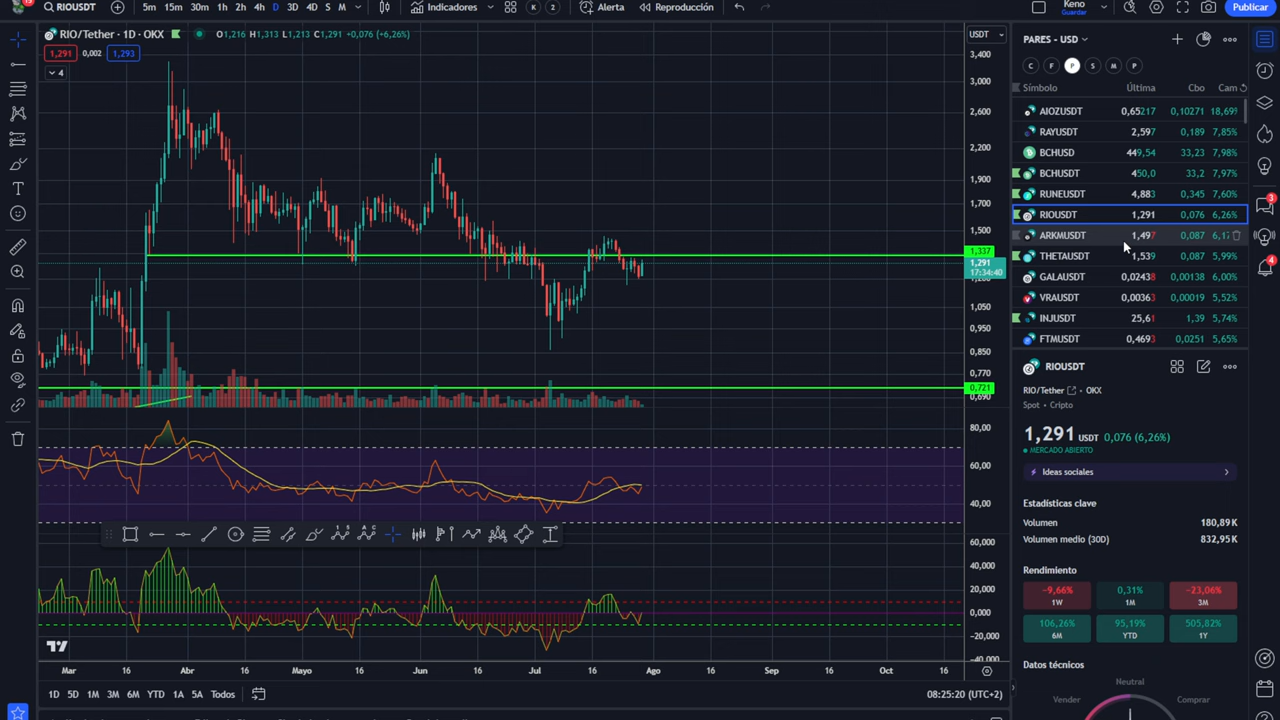 13
RIOUSDT
5m 15m 30m 1h 2h 4h D 3D 4D S M
Indicadores
K 2
Alerta
Reproducción
Keno
Guardar
Publicar
RIO/Tether · 1D · OKX O1,216 H1,313 L1,213 C1,291 +0,076 (+6,26%)
1,291 0,002 1,293
4
USDT
3,400
3,000
2,600
2,200
1,900
1,700
1,500
1,337
1,291
17:34:40
1,050
0,950
0,850
0,770
0,721
0,690
80,00
60,00
40,00
60,000
40,000
20,000
0,000
-20,000
-40,000
Mar 16 Abr 16 Mayo 16 Jun 16 Jul 16 Ago 16 Sep 16 Oct 16
1D 5D 1M 3M 6M YTD 1A 5A Todos
08:25:20 (UTC+2)
PARES - USD
C F P S M P
Símbolo Última Cbo Cam
AIOZUSDT 0,65217 0,10271 18,69%
RAYUSDT 2,597 0,189 7,85%
BCHUSD 449,54 33,23 7,98%
BCHUSDT 450,0 33,2 7,97%
RUNEUSDT 4,883 0,345 7,60%
RIOUSDT 1,291 0,076 6,26%
ARKMUSDT 1,497 0,087 6,17
THETAUSDT 1,539 0,087 5,99%
GALAUSDT 0,02438 0,00138 6,00%
VRAUSDT 0,00363 0,00019 5,52%
INJUSDT 25,61 1,39 5,74%
FTMUSDT 0,4693 0,0251 5,65%
RIOUSDT
RIO/Tether · OKX
Spot · Cripto
1,291 USDT 0,076 (6,26%)
MERCADO ABIERTO
Ideas sociales
Estadísticas clave
Volumen 180,89K
Volumen medio (30D) 832,95K
Rendimiento
-9,66% 0,31% -23,06%
1W 1M 3M
106,26% 95,19% 505,82%
6M YTD 1Y
Datos técnicos
Neutral
Vender Comprar
3
4